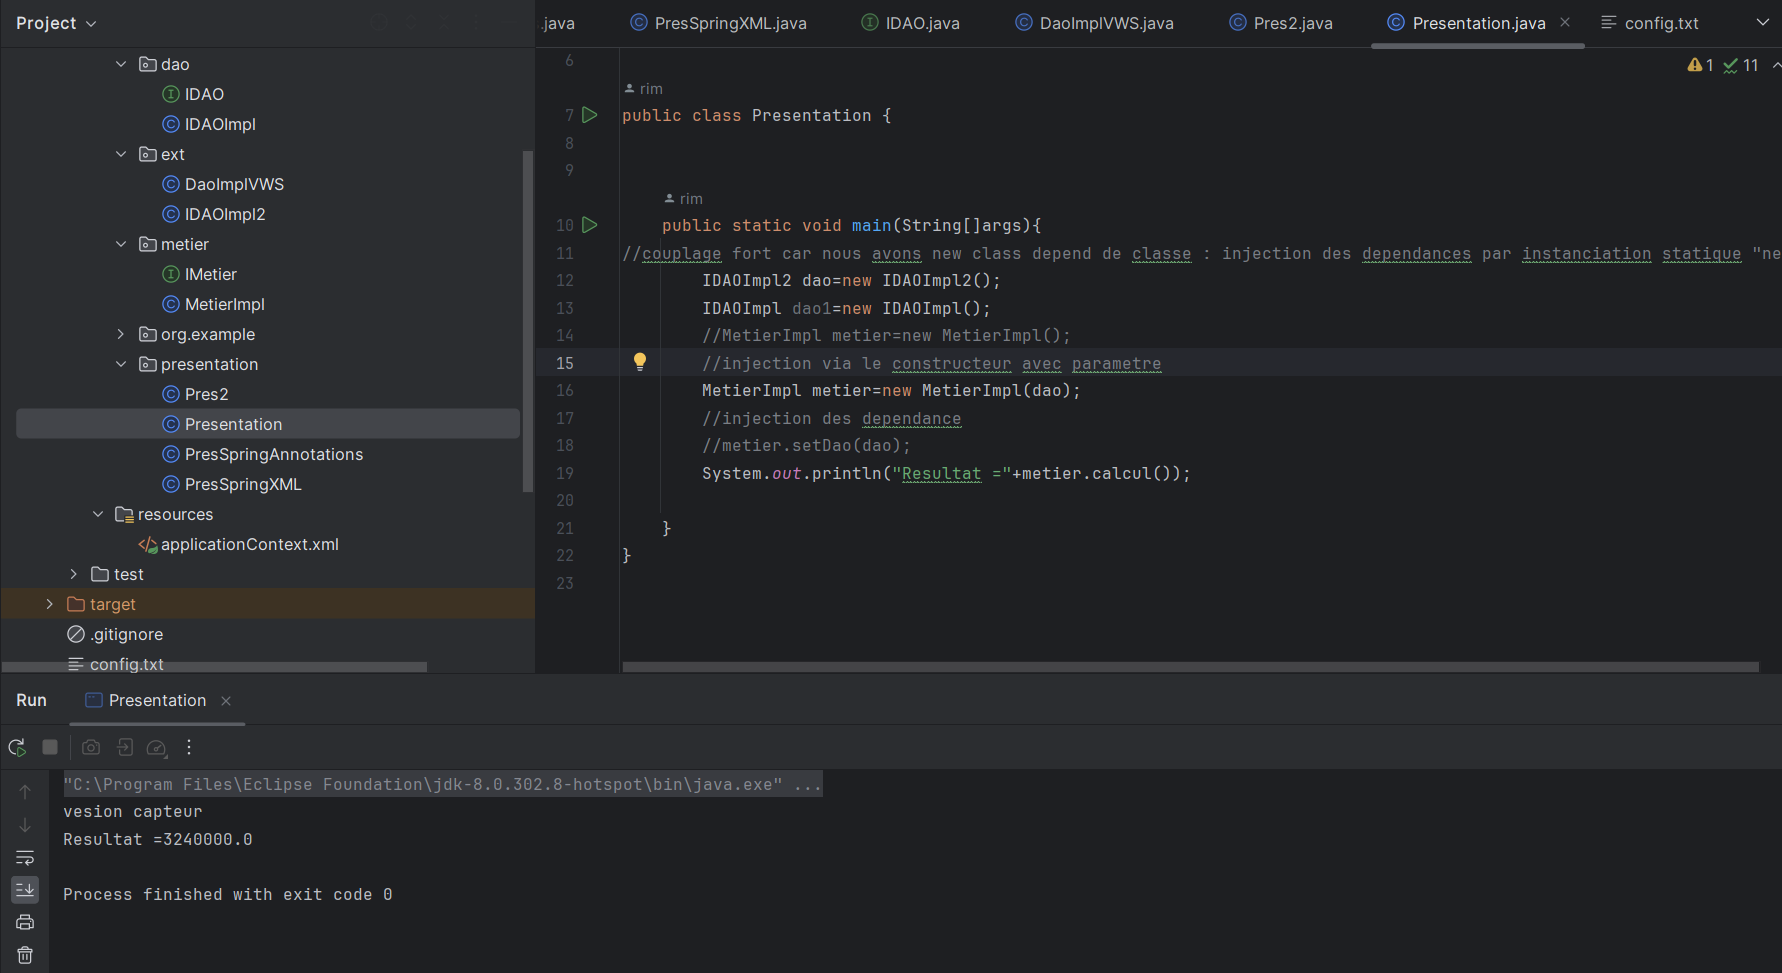 Project
dao
IDAO
IDAOImpl
ext
DaoImplVWS
IDAOImpl2
metier
IMetier
MetierImpl
org.example
presentation
Pres2
Presentation
PresSpringAnnotations
PresSpringXML
resources
applicationContext.xml
test
target
.gitignore
config.txt
.java PresSpringXML.java IDAO.java DaoImplVWS.java Pres2.java Presentation.java config.txt
1 11
6
rim
7 public class Presentation {
8
9
rim
10 public static void main(String[]args){
11 //couplage fort car nous avons new class depend de classe : injection des dependances par instanciation statique "ne
12 IDAOImpl2 dao=new IDAOImpl2();
13 IDAOImpl dao1=new IDAOImpl();
14 //MetierImpl metier=new MetierImpl();
15 //injection via le constructeur avec parametre
16 MetierImpl metier=new MetierImpl(dao);
17 //injection des dependance
18 //metier.setDao(dao);
19 System.out.println("Resultat ="+metier.calcul());
20
21 }
22 }
23
Run Presentation
"C:\Program Files\Eclipse Foundation\jdk-8.0.302.8-hotspot\bin\java.exe" ...
vesion capteur
Resultat =3240000.0
Process finished with exit code 0